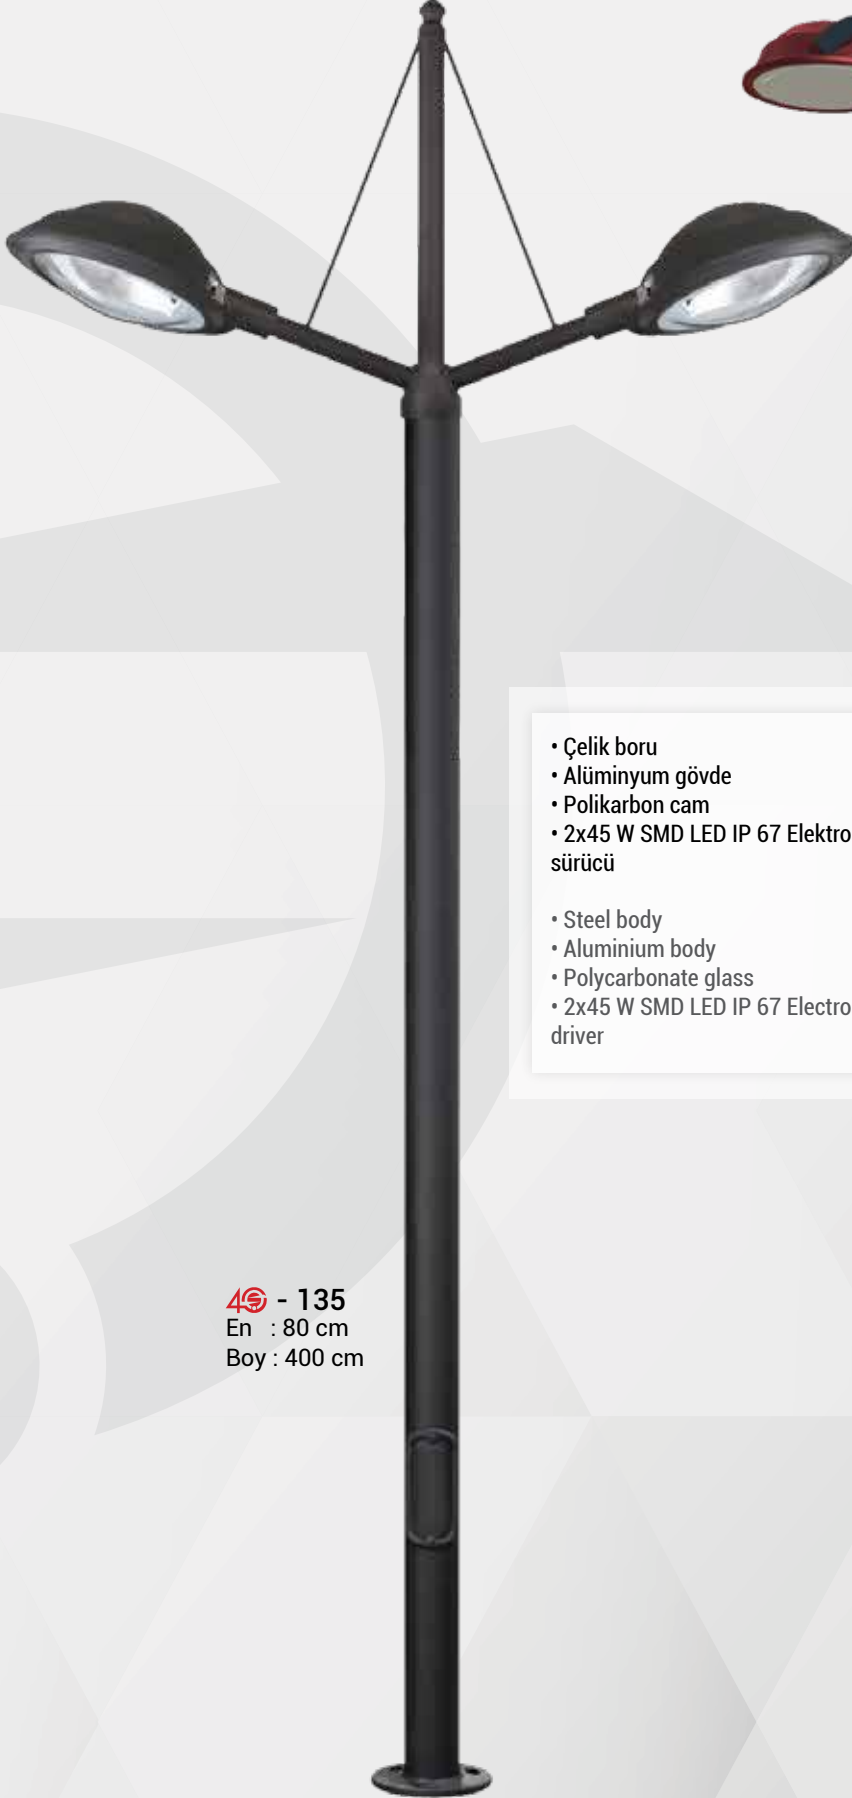 • Çelik boru
• Alüminyum gövde
• Polikarbon cam
• 2x45 W SMD LED IP 67 Elektro
sürücü
• Steel body
• Aluminium body
• Polycarbonate glass
• 2x45 W SMD LED IP 67 Electro
driver
4S - 135
En : 80 cm
Boy : 400 cm